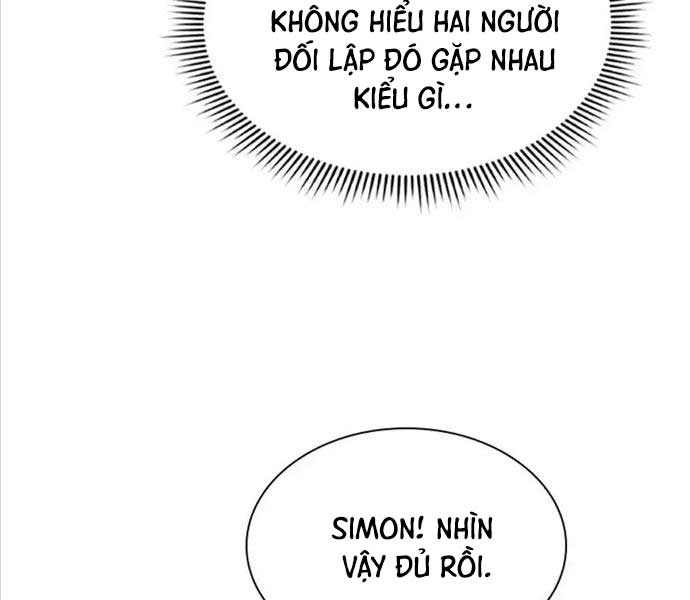 KHÔNG HIỂU HAI NGƯỜI
ĐỐI LẬP ĐÓ GẶP NHAU
KIỂU GÌ...
SIMON! NHÌN
VẬY ĐỦ RỒI.